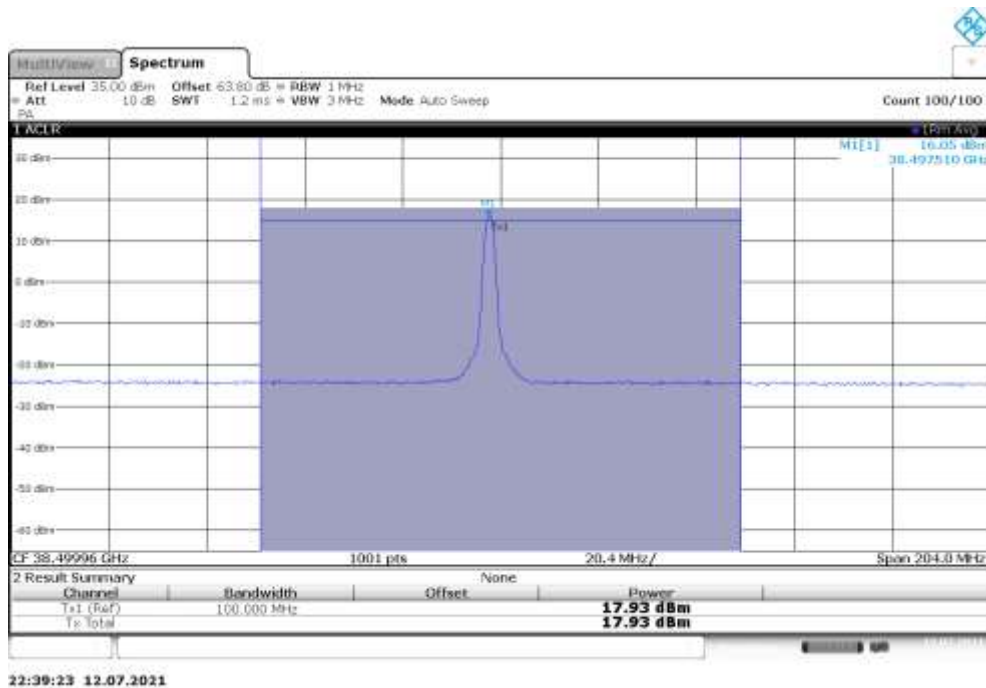 MultiView
Spectrum
Ref Level 35.00 dBm Offset 63.80 dB RBW 1 MHz
Att 10 dB SWT 1.2 ms VBW 3 MHz Mode Auto Sweep Count 100/100
PA
1 ACLR 1Rm Avg
M1[1] 16.05 dBm
38.497510 GHz
30 dBm
20 dBm
M1
Tx1
10 dBm
0 dBm
-10 dBm
-20 dBm
-30 dBm
-40 dBm
-50 dBm
-60 dBm
CF 38.49996 GHz 1001 pts 20.4 MHz/ Span 204.0 MHz
2 Result Summary None
Channel Bandwidth Offset Power
Tx1 (Ref) 100.000 MHz 17.93 dBm
Tx Total 17.93 dBm
22:39:23 12.07.2021